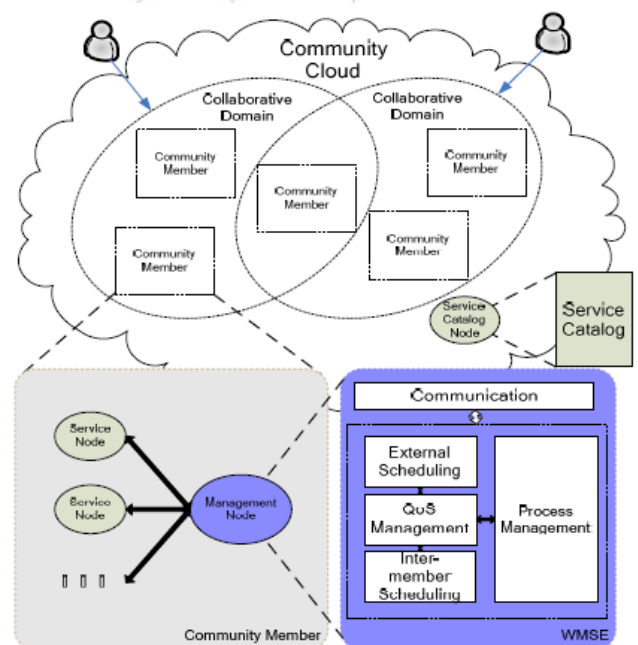 Community
Cloud
Collaborative
Domain
Collaborative
Domain
Community
Member
Community
Member
Community
Member
Community
Member
Community
Member
Service
Catalog
Node
Service
Catalog
Service
Node
Service
Node
Management
Node
Community Member
Communication
External
Scheduling
QoS
Management
Inter-
member
Scheduling
Process
Management
WMSE